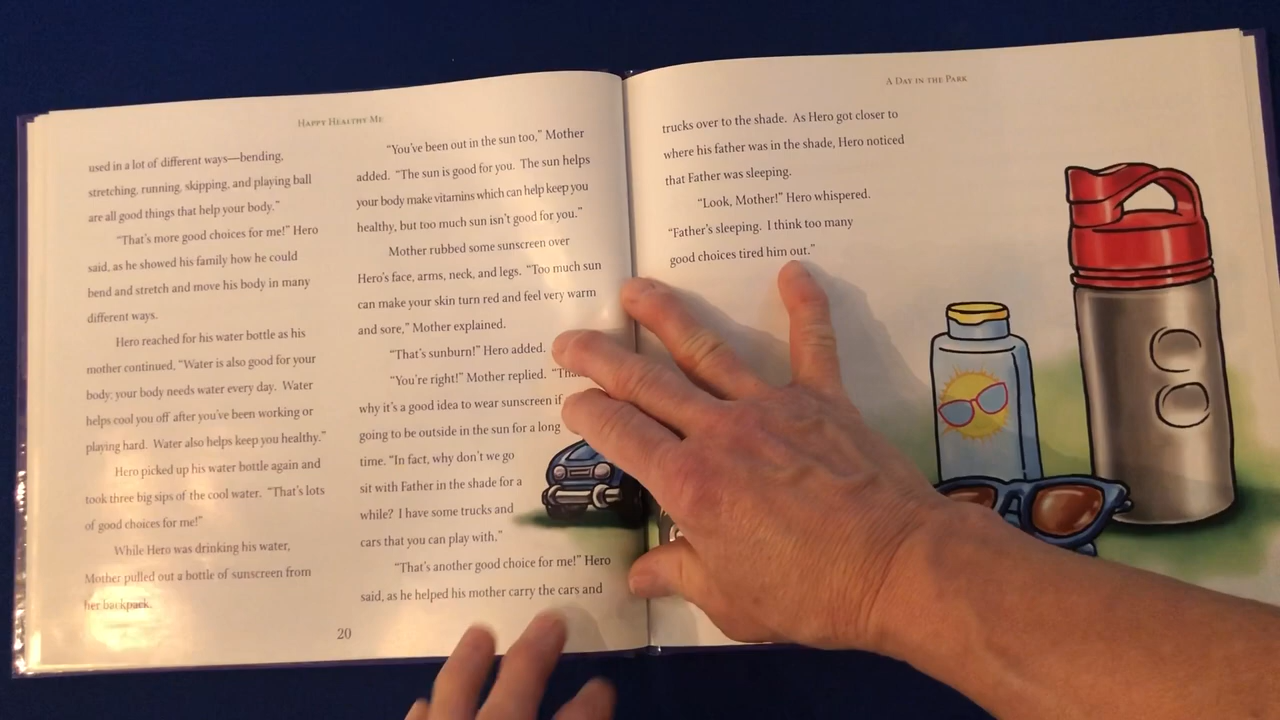 HAPPY HEALTHY ME
used in a lot of different ways—bending,
stretching, running, skipping, and playing ball
are all good things that help your body.”
“That’s more good choices for me!” Hero
said, as he showed his family how he could
bend and stretch and move his body in many
different ways.
Hero reached for his water bottle as his
mother continued, “Water is also good for your
body; your body needs water every day. Water
helps cool you off after you’ve been working or
playing hard. Water also helps keep you healthy.”
Hero picked up his water bottle again and
took three big sips of the cool water. “That’s lots
of good choices for me!”
While Hero was drinking his water,
Mother pulled out a bottle of sunscreen from
her backpack.
“You’ve been out in the sun too,” Mother
added. “The sun is good for you. The sun helps
your body make vitamins which can help keep you
healthy, but too much sun isn’t good for you.”
Mother rubbed some sunscreen over
Hero’s face, arms, neck, and legs. “Too much sun
can make your skin turn red and feel very warm
and sore,” Mother explained.
“That’s sunburn!” Hero added.
“You’re right!” Mother replied.
why it’s a good idea to wear sunscreen if
going to be outside in the sun for a long
time. “In fact, why don’t we go
sit with Father in the shade for a
while? I have some trucks and
cars that you can play with.”
“That’s another good choice for me!” Hero
said, as he helped his mother carry the cars and
20
A DAY IN THE PARK
trucks over to the shade. As Hero got closer to
where his father was in the shade, Hero noticed
that Father was sleeping.
“Look, Mother!” Hero whispered.
“Father’s sleeping. I think too many
good choices tired him out.”